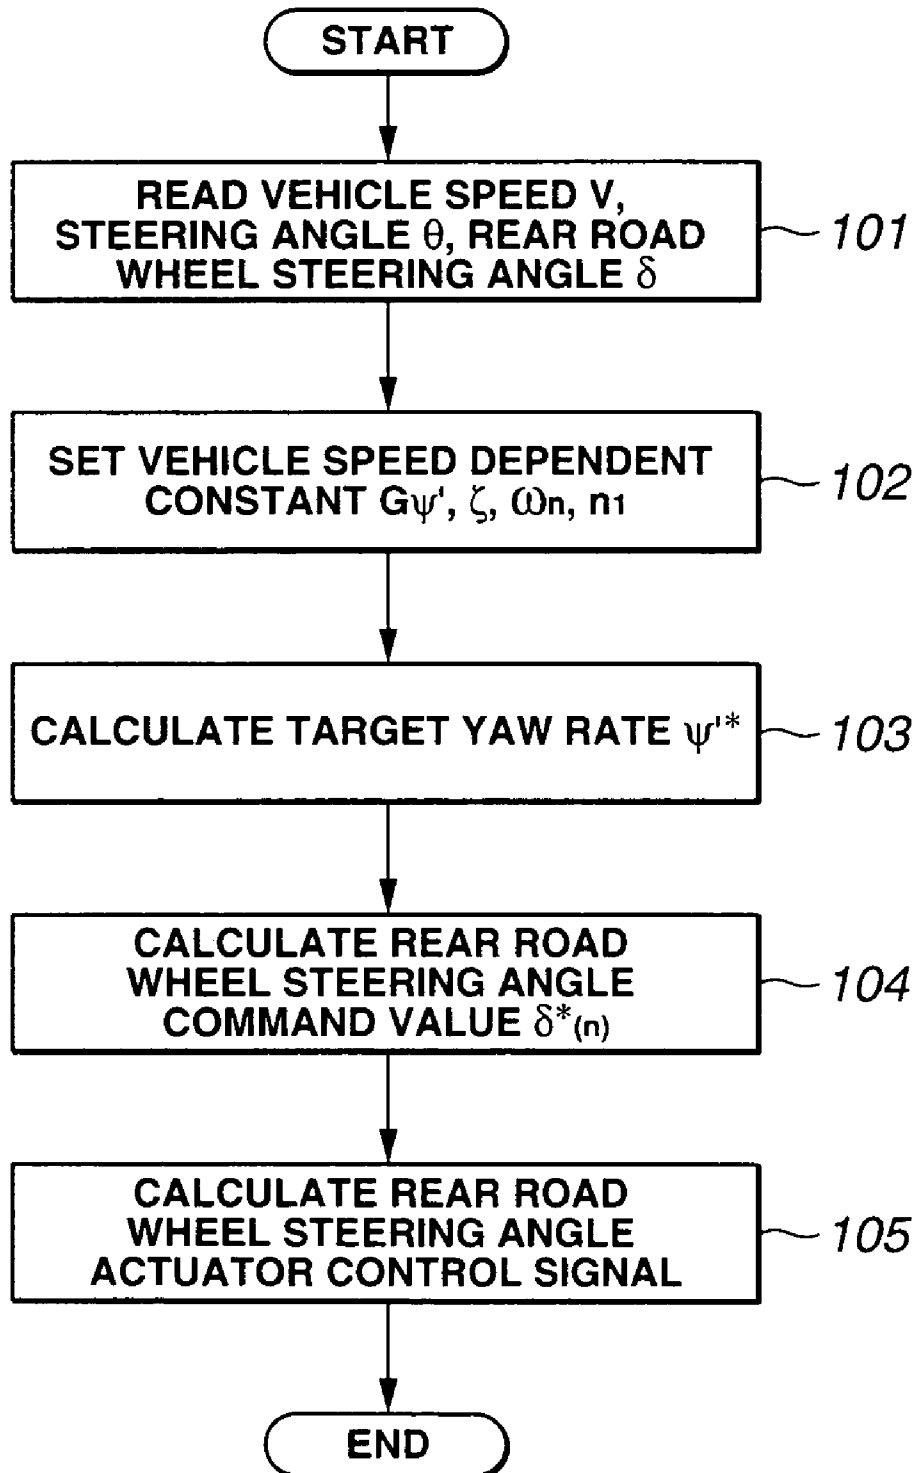 START
READ VEHICLE SPEED V,
STEERING ANGLE θ, REAR ROAD
WHEEL STEERING ANGLE δ
101
SET VEHICLE SPEED DEPENDENT
CONSTANT Gψ', ζ, ωn, n1
102
CALCULATE TARGET YAW RATE ψ'*
103
CALCULATE REAR ROAD
WHEEL STEERING ANGLE
COMMAND VALUE δ*(n)
104
CALCULATE REAR ROAD
WHEEL STEERING ANGLE
ACTUATOR CONTROL SIGNAL
105
END